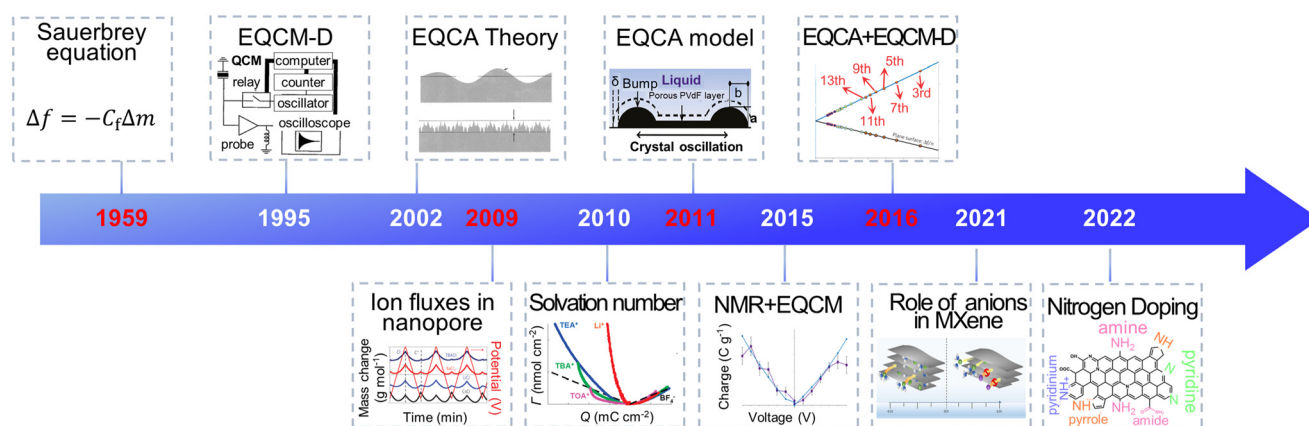 Sauerbrey
equation
Δf = −C_fΔm
EQCM-D
QCM
computer
relay
counter
oscillator
oscilloscope
probe
EQCA Theory
EQCA model
δ
Bump
Liquid
b
Porous PVdF layer
a
Crystal oscillation
EQCA+EQCM-D
5th
9th
13th
3rd
7th
11th
1959
1995
2002
2009
2010
2011
2015
2016
2021
2022
Ion fluxes in
nanopore
Mass change
(g mol⁻¹)
Potential (V)
Time (min)
Solvation number
TEA⁺
Li⁺
TBA⁺
TOA⁺
BF₄⁻
Γ (nmol cm⁻²)
Q (mC cm⁻²)
NMR+EQCM
Charge (C g⁻¹)
Voltage (V)
Role of anions
in MXene
Nitrogen Doping
amine
NH₂
NH
pyridinium
NH⁺
N
pyridine
N
NH
NH₂
pyrrole
amide